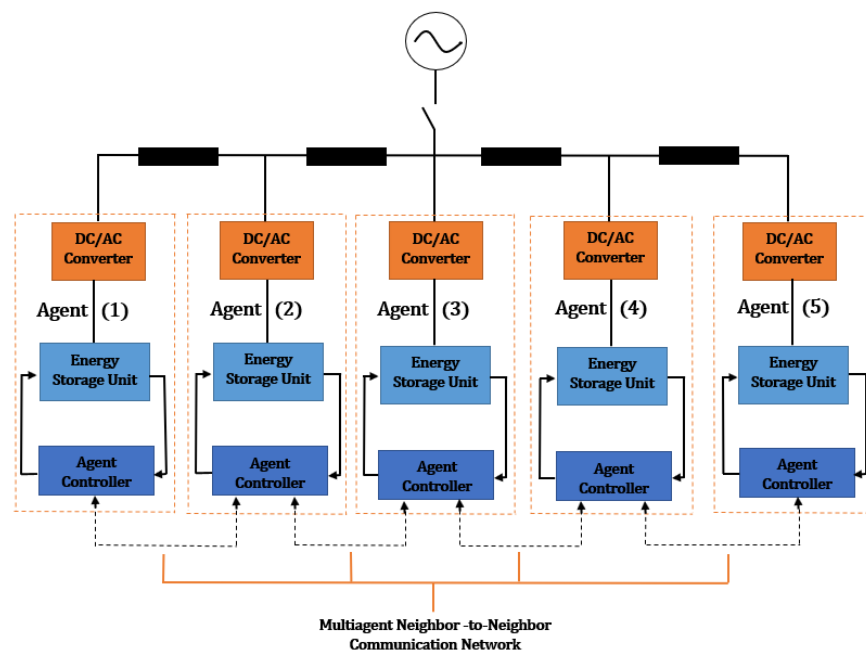 DC/AC
Converter
DC/AC
Converter
DC/AC
Converter
DC/AC
Converter
DC/AC
Converter
Agent (1)
Agent (2)
Agent (3)
Agent (4)
Agent (5)
Energy
Storage Unit
Energy
Storage Unit
Energy
Storage Unit
Energy
Storage Unit
Energy
Storage Unit
Agent
Controller
Agent
Controller
Agent
Controller
Agent
Controller
Agent
Controller
Multiagent Neighbor -to-Neighbor
Communication Network